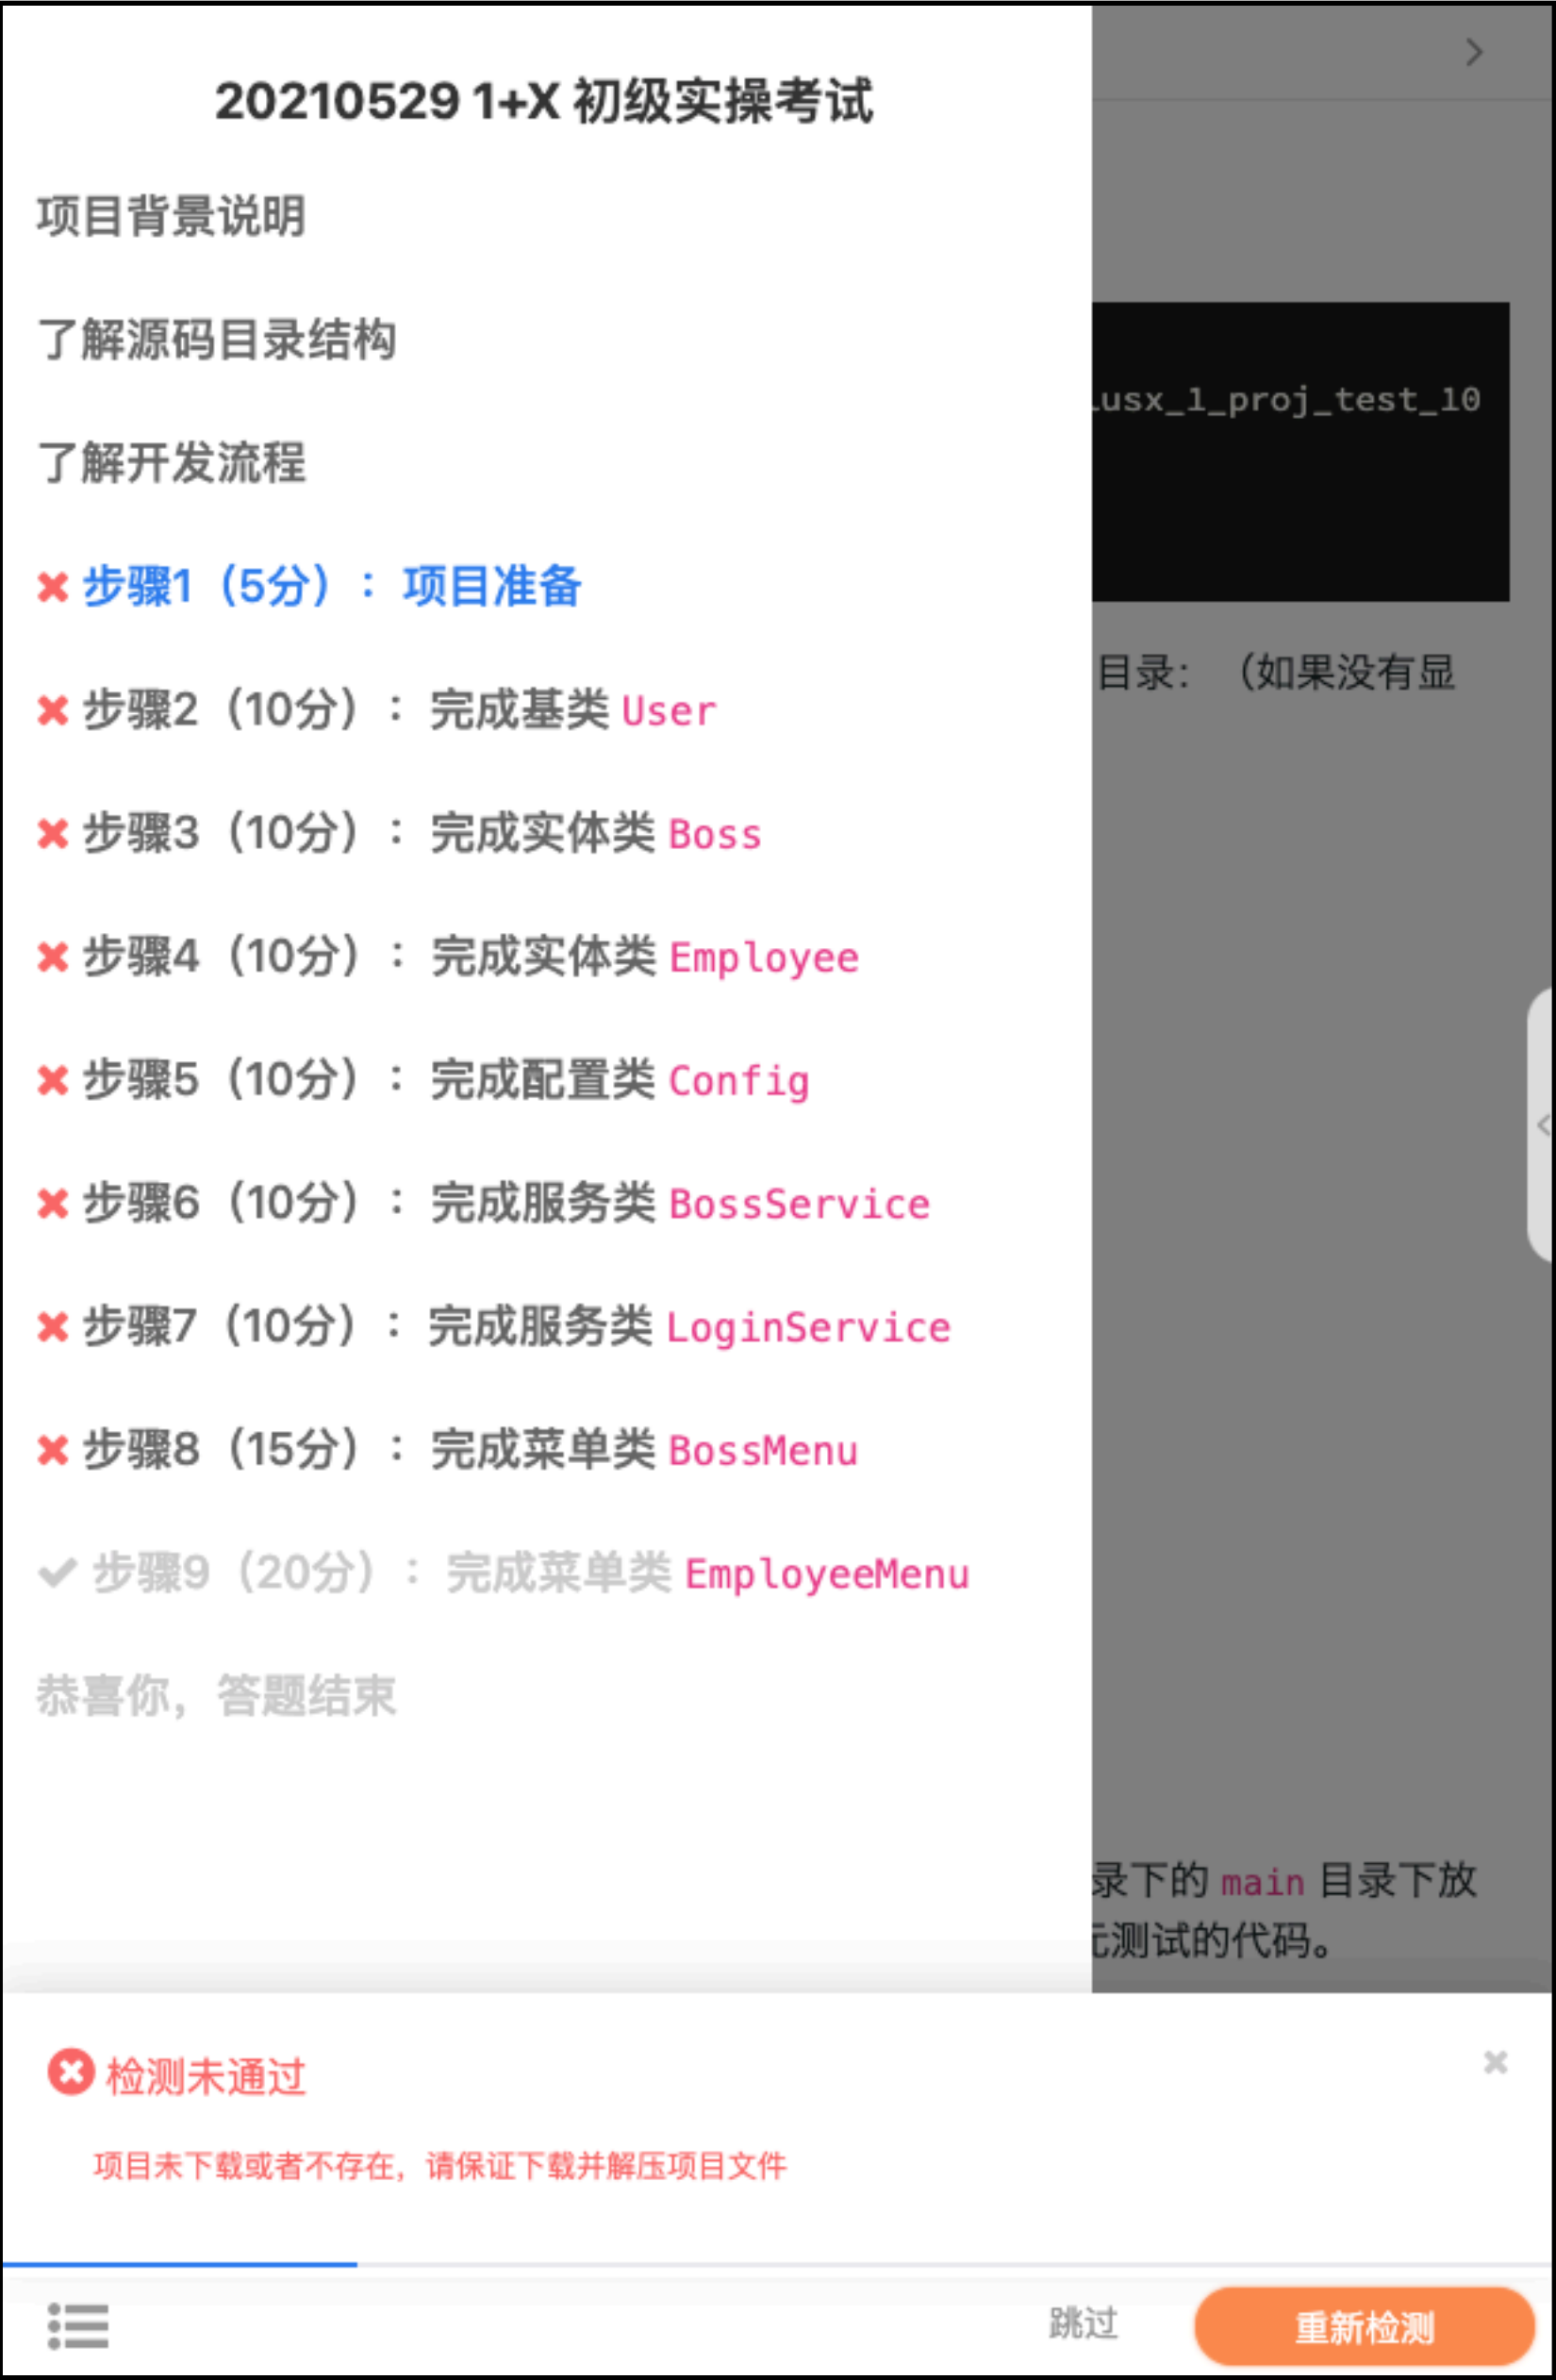 20210529 1+X 初级实操考试
项目背景说明
了解源码目录结构
了解开发流程
步骤1（5分）：项目准备
步骤2（10分）：完成基类 User
步骤3（10分）：完成实体类 Boss
步骤4（10分）：完成实体类 Employee
步骤5（10分）：完成配置类 Config
步骤6（10分）：完成服务类 BossService
步骤7（10分）：完成服务类 LoginService
步骤8（15分）：完成菜单类 BossMenu
步骤9（20分）：完成菜单类 EmployeeMenu
恭喜你，答题结束
usx_1_proj_test_10
目录：（如果没有显
录下的 main 目录下放
测试的代码。
检测未通过
项目未下载或者不存在，请保证下载并解压项目文件
跳过
重新检测